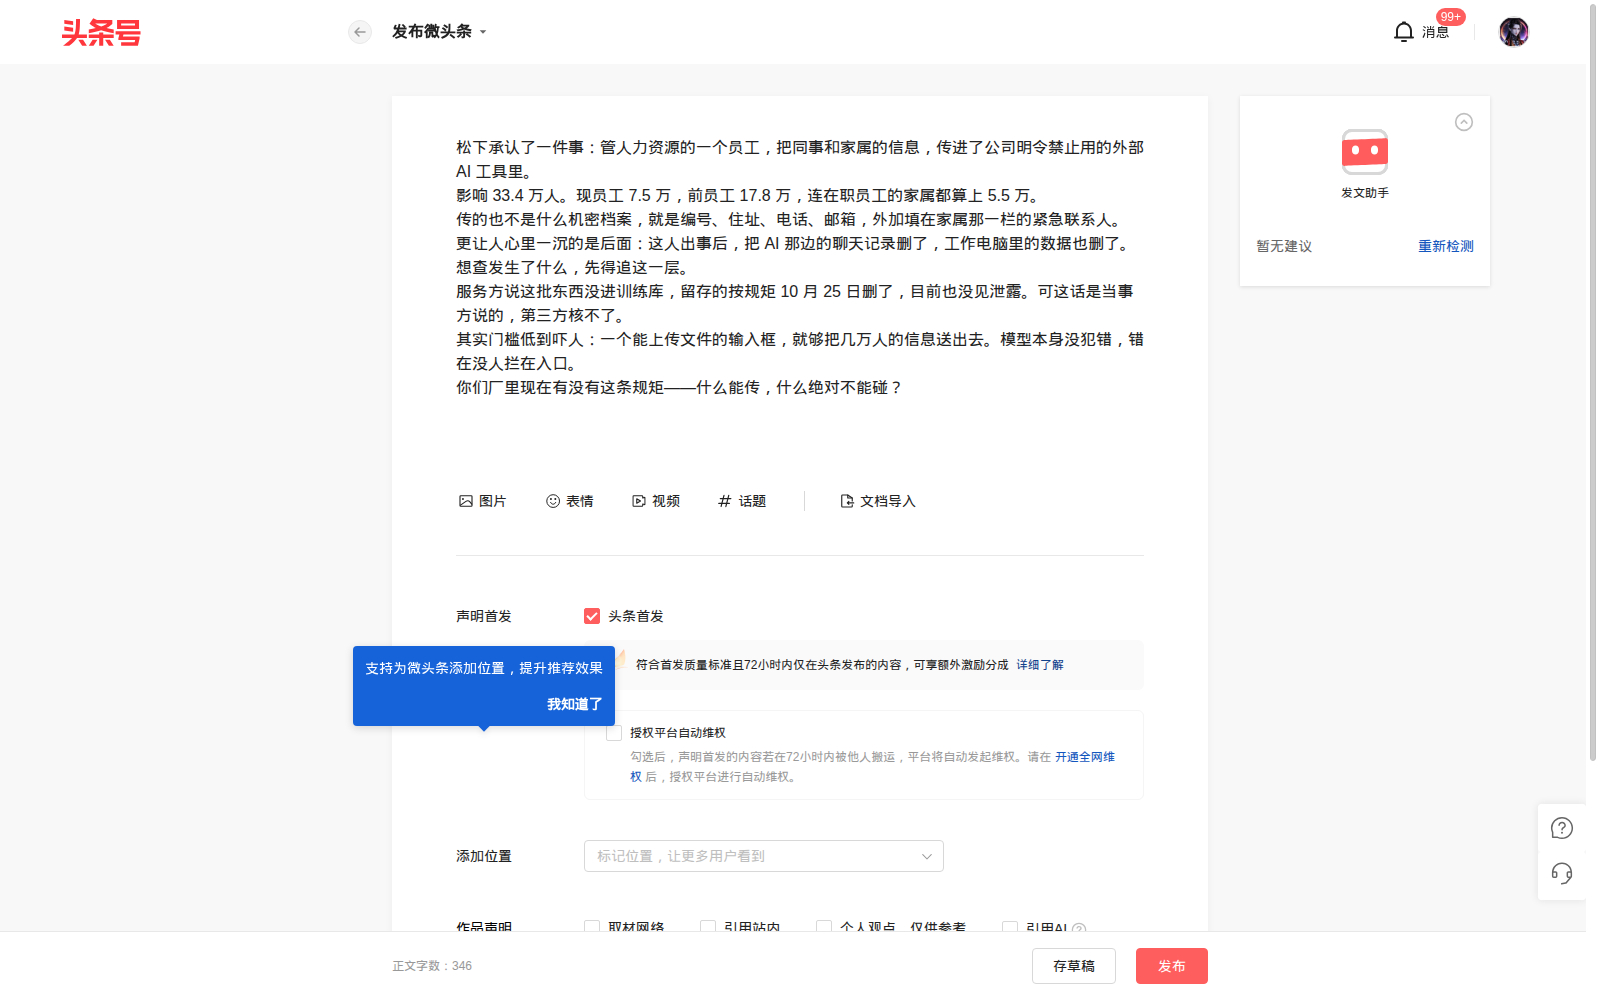 头条号
发布微头条
99+
消息
松下承认了一件事：管人力资源的一个员工，把同事和家属的信息，传进了公司明令禁止用的外部
AI 工具里。
影响 33.4 万人。现员工 7.5 万，前员工 17.8 万，连在职员工的家属都算上 5.5 万。
传的也不是什么机密档案，就是编号、住址、电话、邮箱，外加填在家属那一栏的紧急联系人。
更让人心里一沉的是后面：这人出事后，把 AI 那边的聊天记录删了，工作电脑里的数据也删了。
想查发生了什么，先得追这一层。
服务方说这批东西没进训练库，留存的按规矩 10 月 25 日删了，目前也没见泄露。可这话是当事
方说的，第三方核不了。
其实门槛低到吓人：一个能上传文件的输入框，就够把几万人的信息送出去。模型本身没犯错，错
在没人拦在入口。
你们厂里现在有没有这条规矩——什么能传，什么绝对不能碰？
发文助手
暂无建议
重新检测
图片
表情
视频
话题
文档导入
声明首发
头条首发
符合首发质量标准且72小时内仅在头条发布的内容，可享额外激励分成 详细了解
支持为微头条添加位置，提升推荐效果
我知道了
授权平台自动维权
勾选后，声明首发的内容若在72小时内被他人搬运，平台将自动发起维权。请在 开通全网维
权 后，授权平台进行自动维权。
添加位置
标记位置，让更多用户看到
作品声明
取材网络
引用站内
个人观点，仅供参考
引用AI
正文字数：346
存草稿
发布